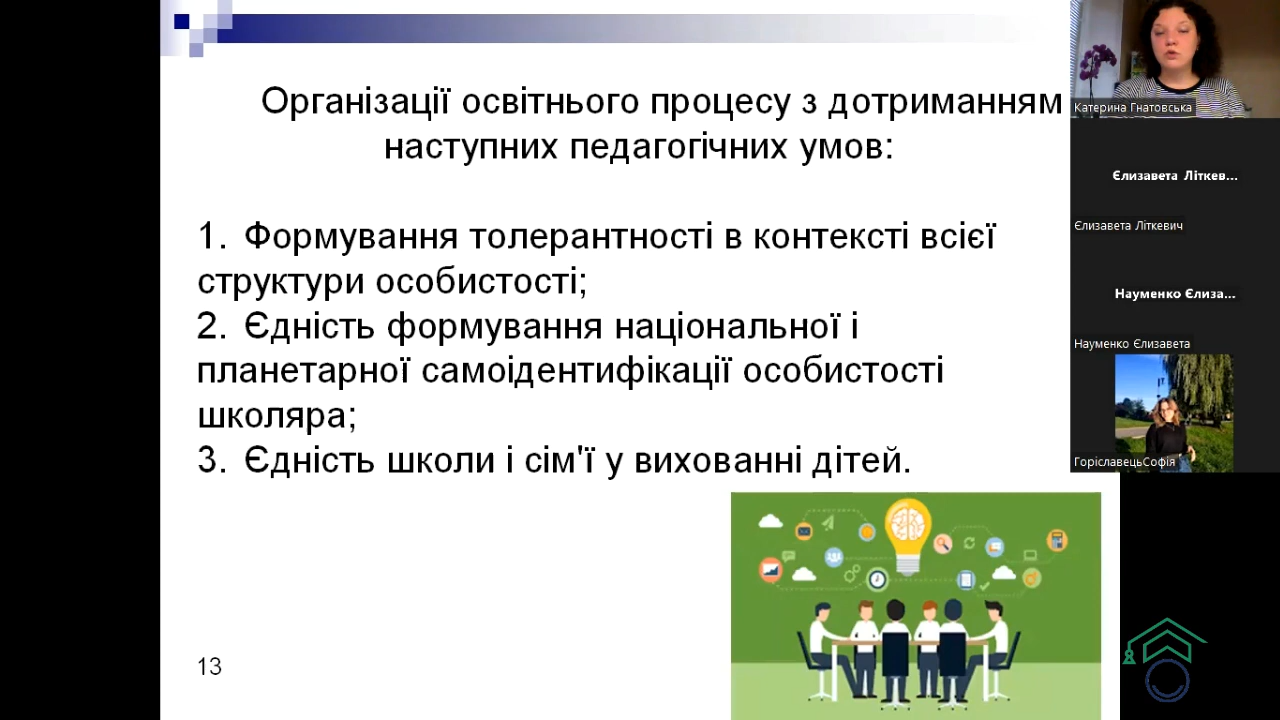 Організації освітнього процесу з дотриманням
наступних педагогічних умов:
1. Формування толерантності в контексті всієї
структури особистості;
2. Єдність формування національної і
планетарної самоідентифікації особистості
школяра;
3. Єдність школи і сім'ї у вихованні дітей.
13
Катерина Гнатовська
Єлизавета Літкев...
Єлизавета Літкевич
Науменко Єлиза...
Науменко Єлизавета
ГоріславецьСофія